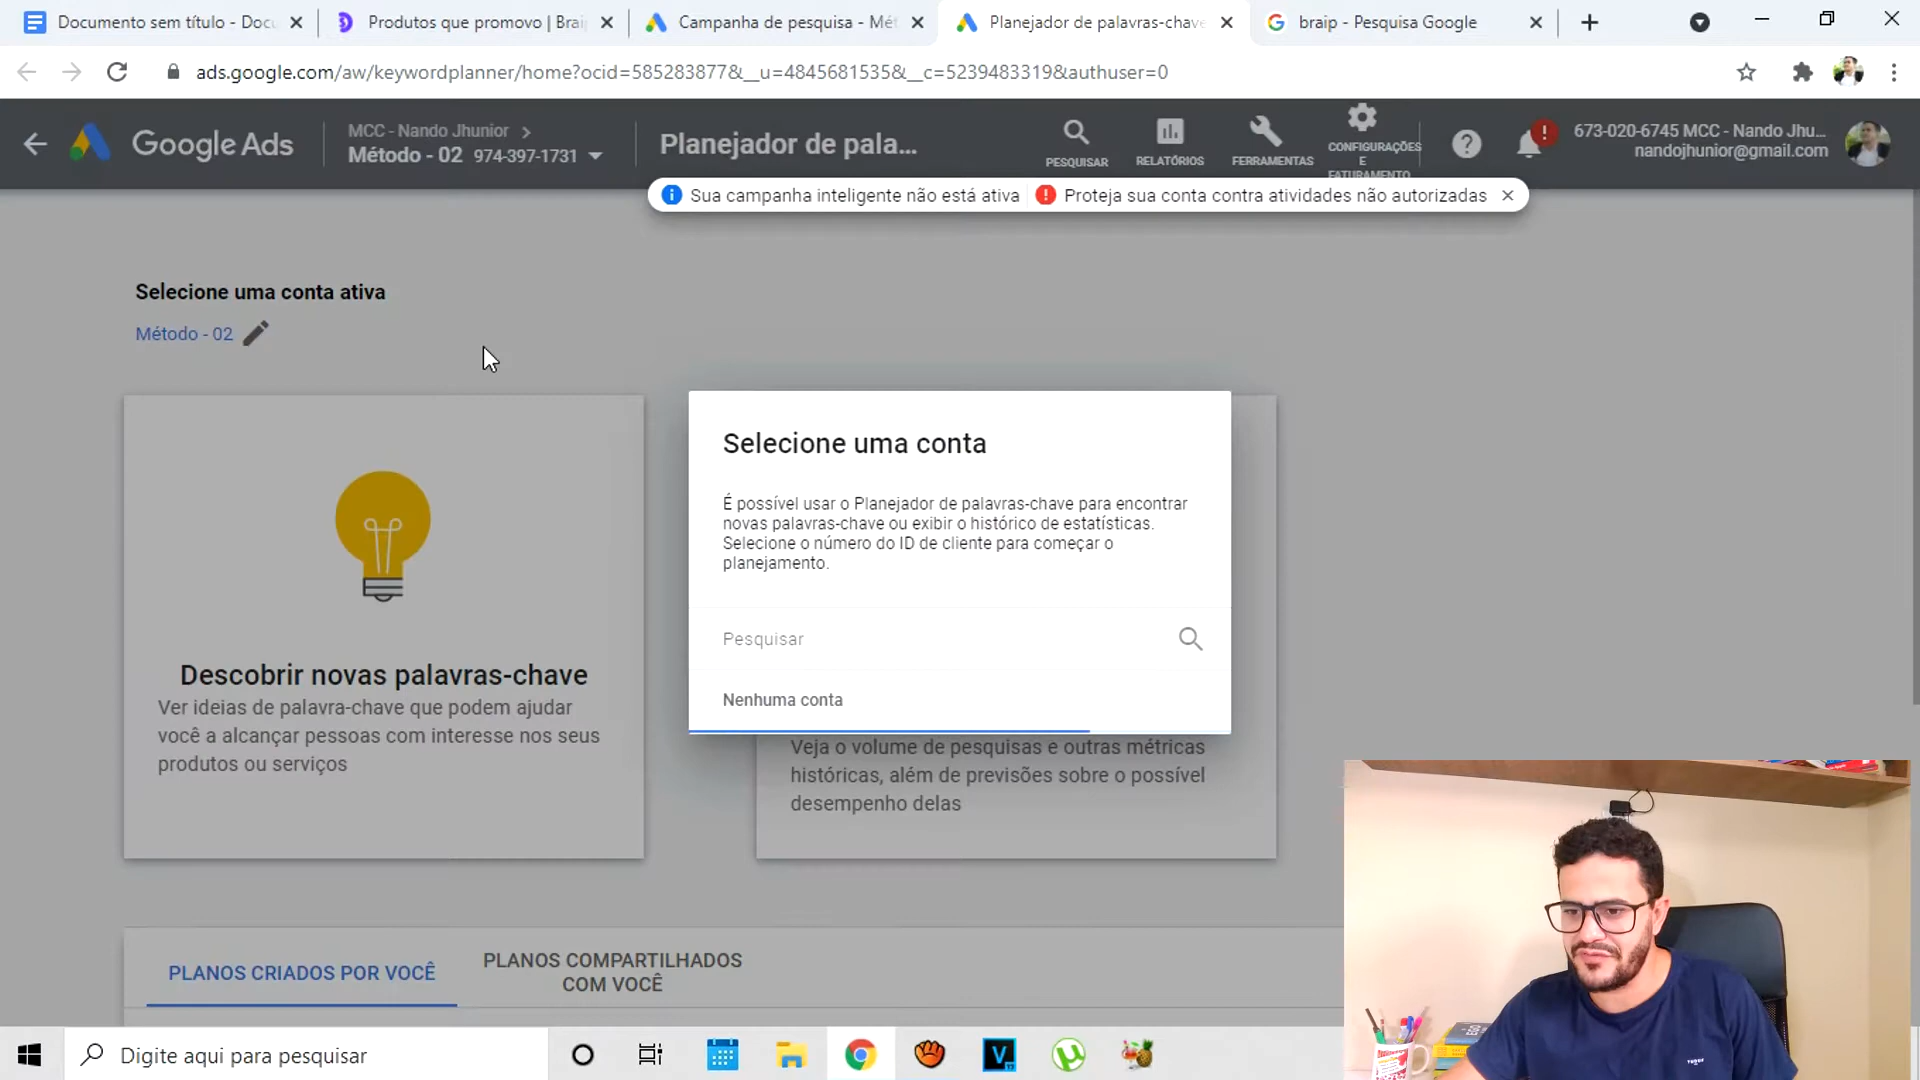 Documento sem título - Docu
Produtos que promovo | Brai
Campanha de pesquisa - Mét
Planejador de palavras-chave
braip - Pesquisa Google
ads.google.com/aw/keywordplanner/home?ocid=585283877&__u=4845681535&__c=5239483319&authuser=0
Google Ads
MCC - Nando Jhunior >
Método - 02 974-397-1731
Planejador de pala...
PESQUISAR
RELATÓRIOS
FERRAMENTAS
CONFIGURAÇÕES
E
FATURAMENTO
673-020-6745 MCC - Nando Jhu...
nandojhunior@gmail.com
Sua campanha inteligente não está ativa
Proteja sua conta contra atividades não autorizadas
Selecione uma conta ativa
Método - 02
Descobrir novas palavras-chave
Ver ideias de palavra-chave que podem ajudar
você a alcançar pessoas com interesse nos seus
produtos ou serviços
Selecione uma conta
É possível usar o Planejador de palavras-chave para encontrar
novas palavras-chave ou exibir o histórico de estatísticas.
Selecione o número do ID de cliente para começar o
planejamento.
Pesquisar
Nenhuma conta
Veja o volume de pesquisas e outras métricas
históricas, além de previsões sobre o possível
desempenho delas
PLANOS CRIADOS POR VOCÊ
PLANOS COMPARTILHADOS
COM VOCÊ
Digite aqui para pesquisar